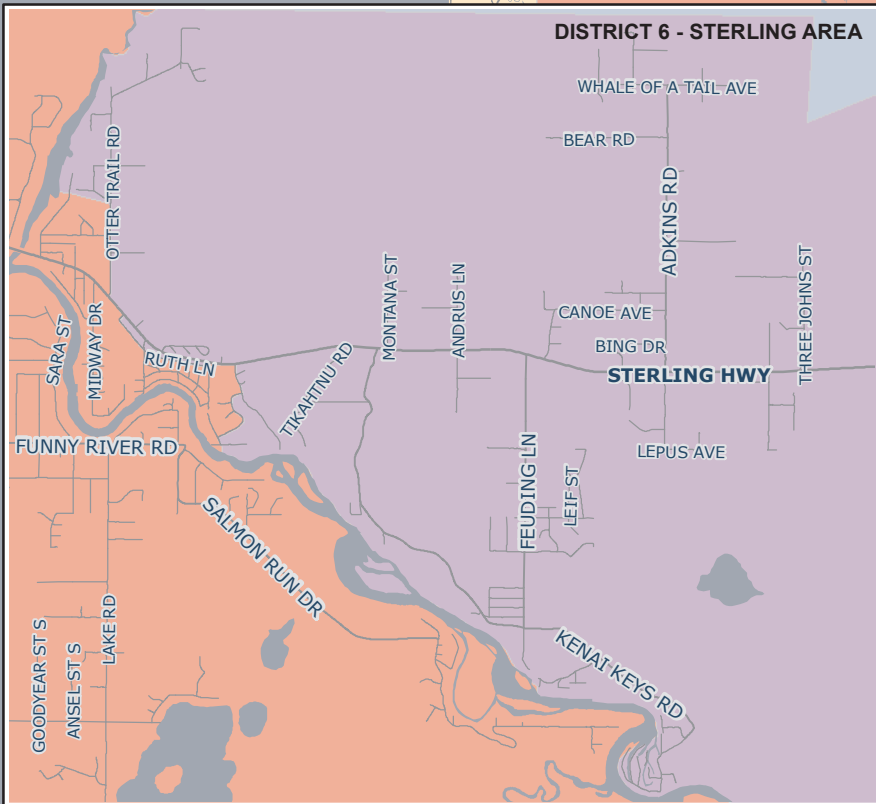 DISTRICT 6 - STERLING AREA
WHALE OF A TAIL AVE
BEAR RD
OTTER TRAIL RD
ADKINS RD
MONTANA ST
ANDRUS LN
THREE JOHNS ST
CANOE AVE
SARA ST
MIDWAY DR
BING DR
RUTH LN
TIKAHTNU RD
STERLING HWY
FUNNY RIVER RD
LEPUS AVE
FEUDING LN
LEIF ST
SALMON RUN DR
LAKE RD
GOODYEAR ST S
ANSEL ST S
KENAI KEYS RD